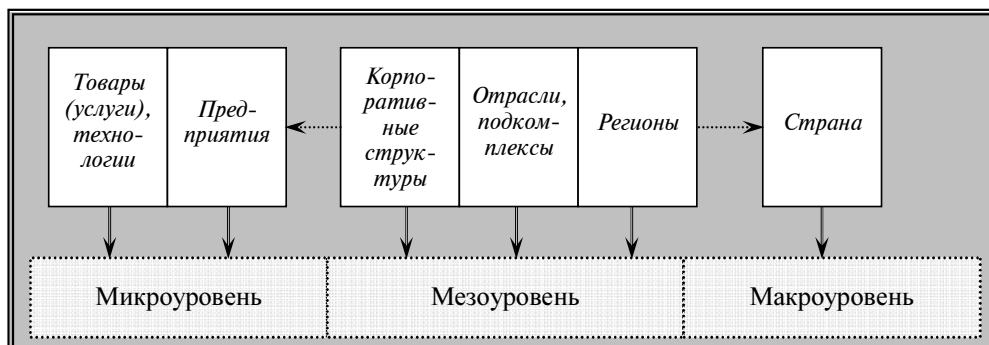 Товары
(услуги),
техно-
логии
Пред-
приятия
Корпо-
ратив-
ные
струк-
туры
Отрасли,
подком-
плексы
Регионы
Страна
Микроуровень
Мезоуровень
Макроуровень